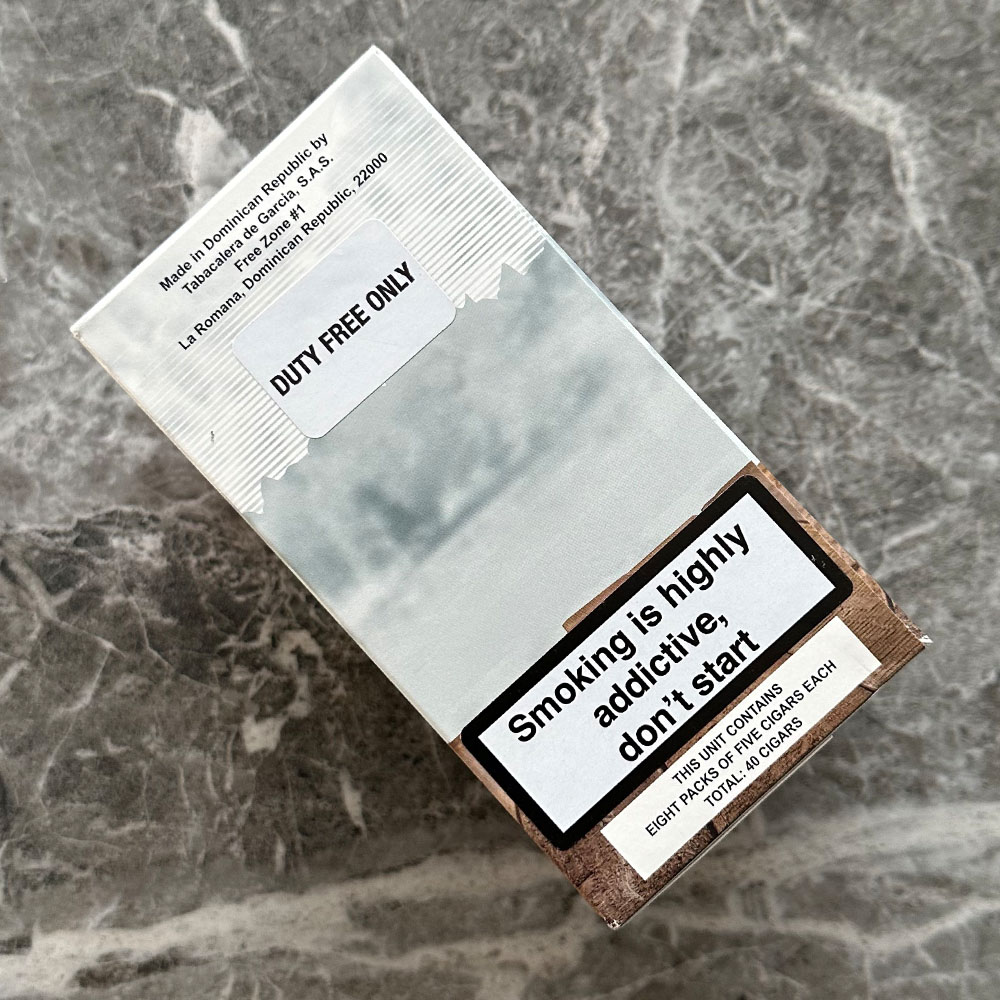 Made in Dominican Republic by
Tabacalera de Garcia, S.A.S.
Free Zone #1
La Romana, Dominican Republic, 22000
DUTY FREE ONLY
Smoking is highly
addictive,
don't start
THIS UNIT CONTAINS
EIGHT PACKS OF FIVE CIGARS EACH
TOTAL: 40 CIGARS